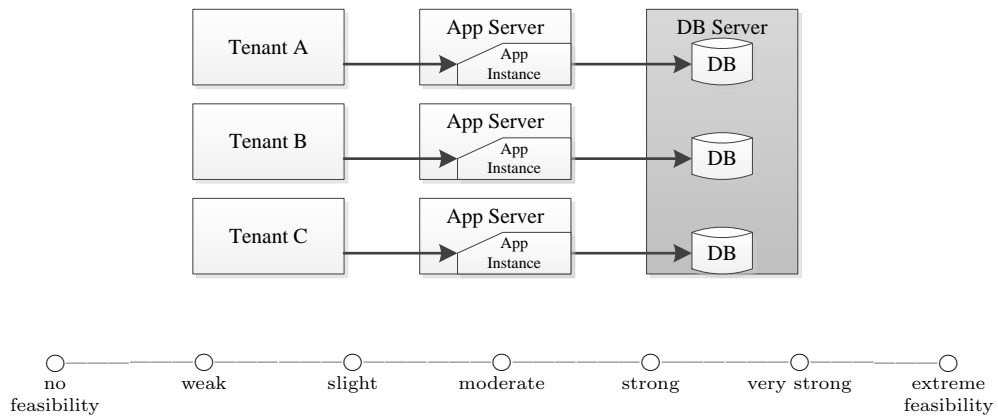 Tenant A
App Server
App
Instance
DB Server
DB
Tenant B
App Server
App
Instance
DB
Tenant C
App Server
App
Instance
DB
no
feasibility
weak
slight
moderate
strong
very strong
extreme
feasibility